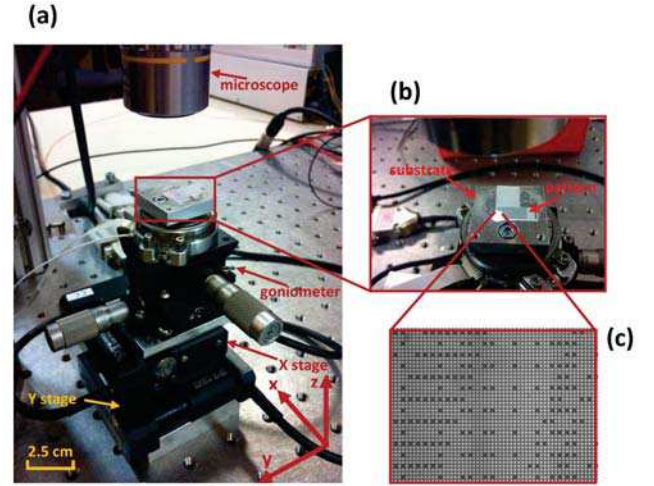 (a)
microscope
(b)
substrate
pattern
goniometer
X stage
z
x
Y stage
y
2.5 cm
(c)